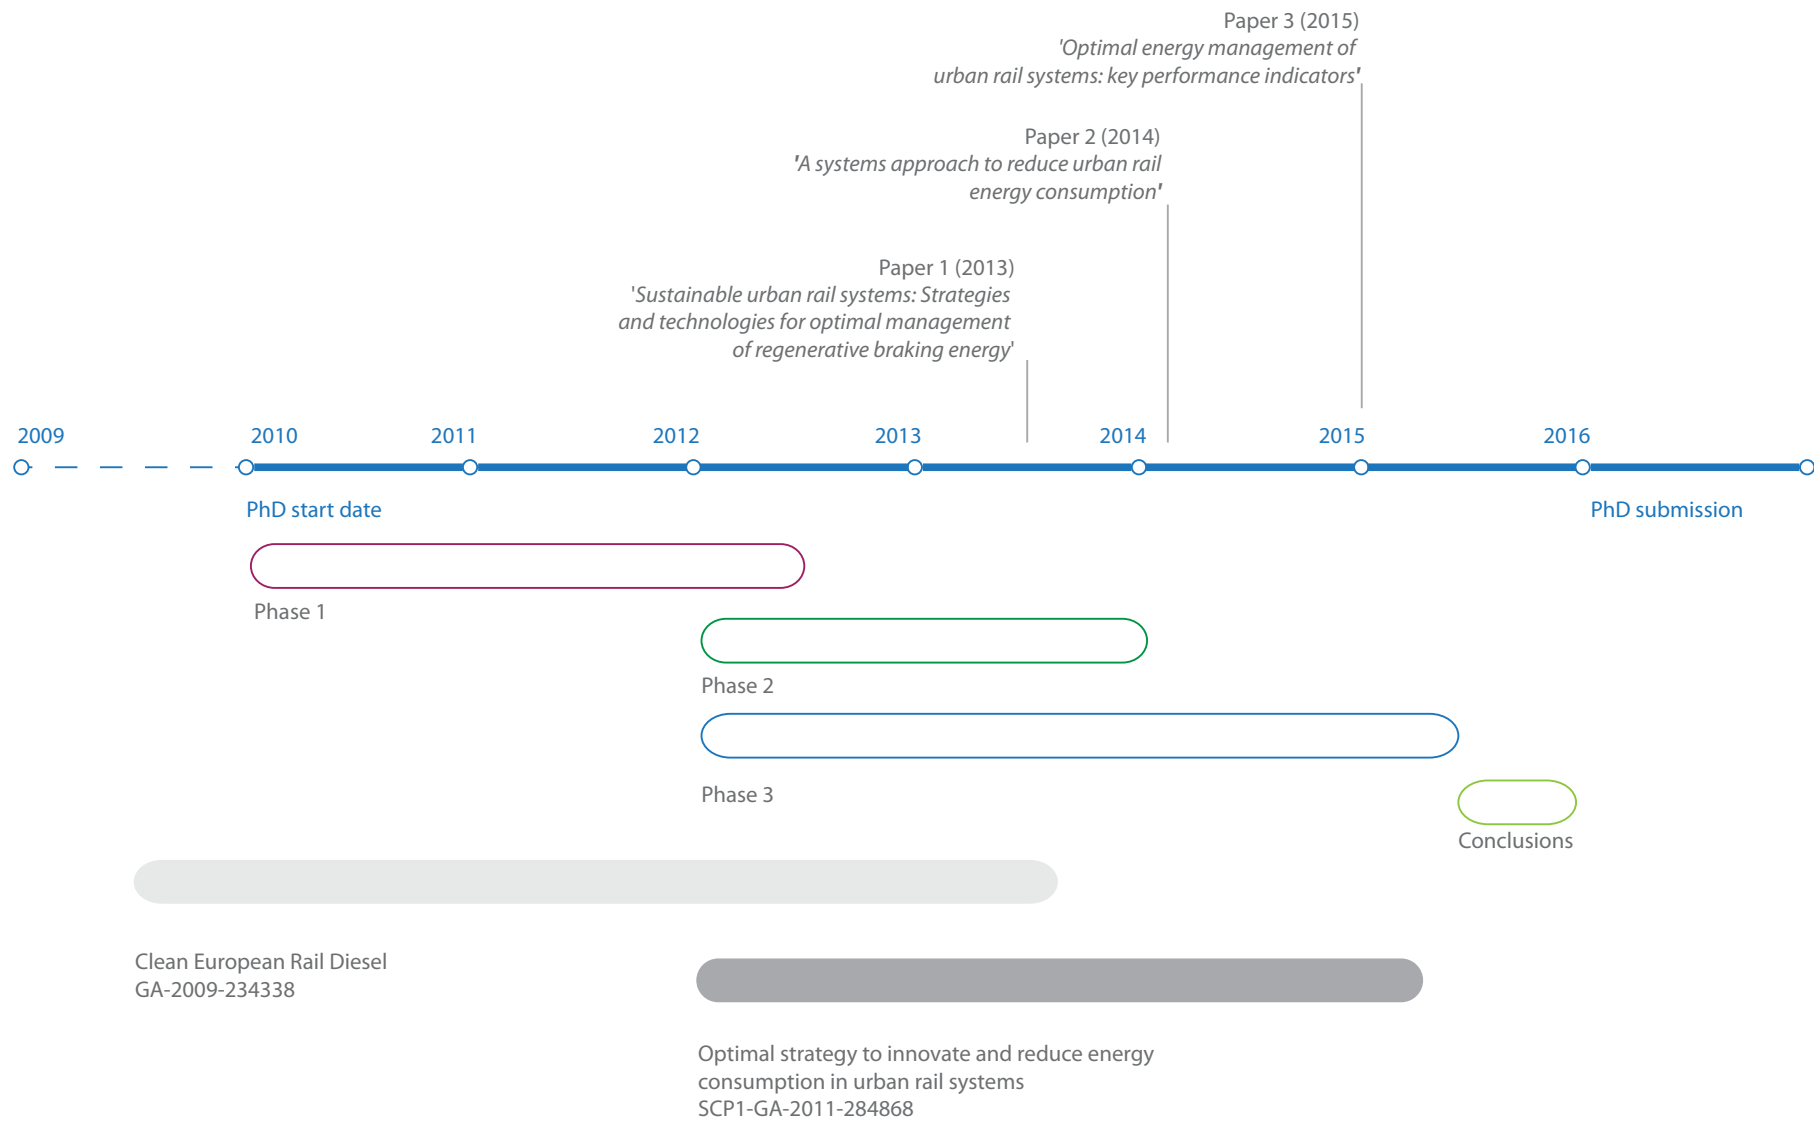 Paper 3 (2015)
'Optimal energy management of
urban rail systems: key performance indicators'
Paper 2 (2014)
'A systems approach to reduce urban rail
energy consumption'
Paper 1 (2013)
'Sustainable urban rail systems: Strategies
and technologies for optimal management
of regenerative braking energy'
2009 2010 2011 2012 2013 2014 2015 2016
PhD start date PhD submission
Phase 1
Phase 2
Phase 3
Conclusions
Clean European Rail Diesel
GA-2009-234338
Optimal strategy to innovate and reduce energy
consumption in urban rail systems
SCP1-GA-2011-284868